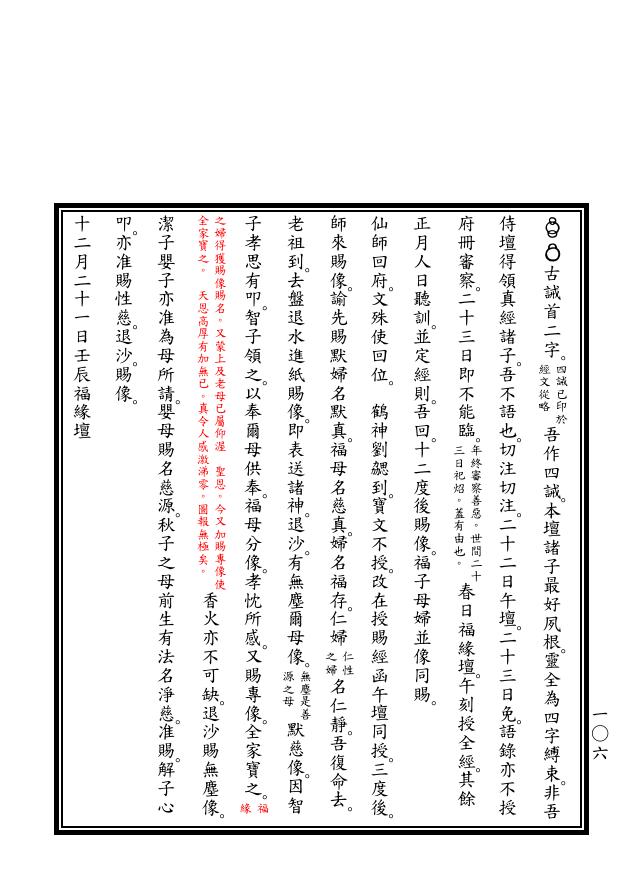 古誡首二字。四誡已印於經文從略吾作四誡。本壇諸子最好夙根。靈全為四字縛束。非吾
侍壇得領真經諸子。吾不語也。切注切注。二十二日午壇。二十三日免。語錄亦不授
府冊審察。二十三日即不能臨。年終審察善惡。世間二十三日祀炤。蓋有由也。春日福緣壇。午刻授全經。其餘
正月人日聽訓。並定經則。吾回。十二度後賜像。福子母婦並像同賜。
仙師回府。文殊使回位。 鶴神劉勰到。寶文不授。改在授賜經函午壇同授。三度後。
師來賜像。諭先賜默婦名默真。福母名慈真。婦名福存。仁婦仁性之婦名仁靜。吾復命去。
老祖到。去盤退水進紙賜像。即表送諸神。退沙。有無塵爾母像。無塵是善源之母默慈像。因智
子孝思有叩。智子領之。以奉爾母供奉。福母分像。孝忱所感。又賜專像。全家寶之。福緣
之婦得獲賜像賜名。又蒙上及老母已屬仰渥 聖恩。今又加賜專像使全家寶之。 天恩高厚有加無已。真令人感激涕零。圖報無極矣。香火亦不可缺。退沙賜無塵像。
潔子嬰子亦准為母所請。嬰母賜名慈源。秋子之母前生有法名淨慈。准賜。解子心
叩。亦准賜性慈。退沙。賜像。
十二月二十一日壬辰福緣壇
一〇六